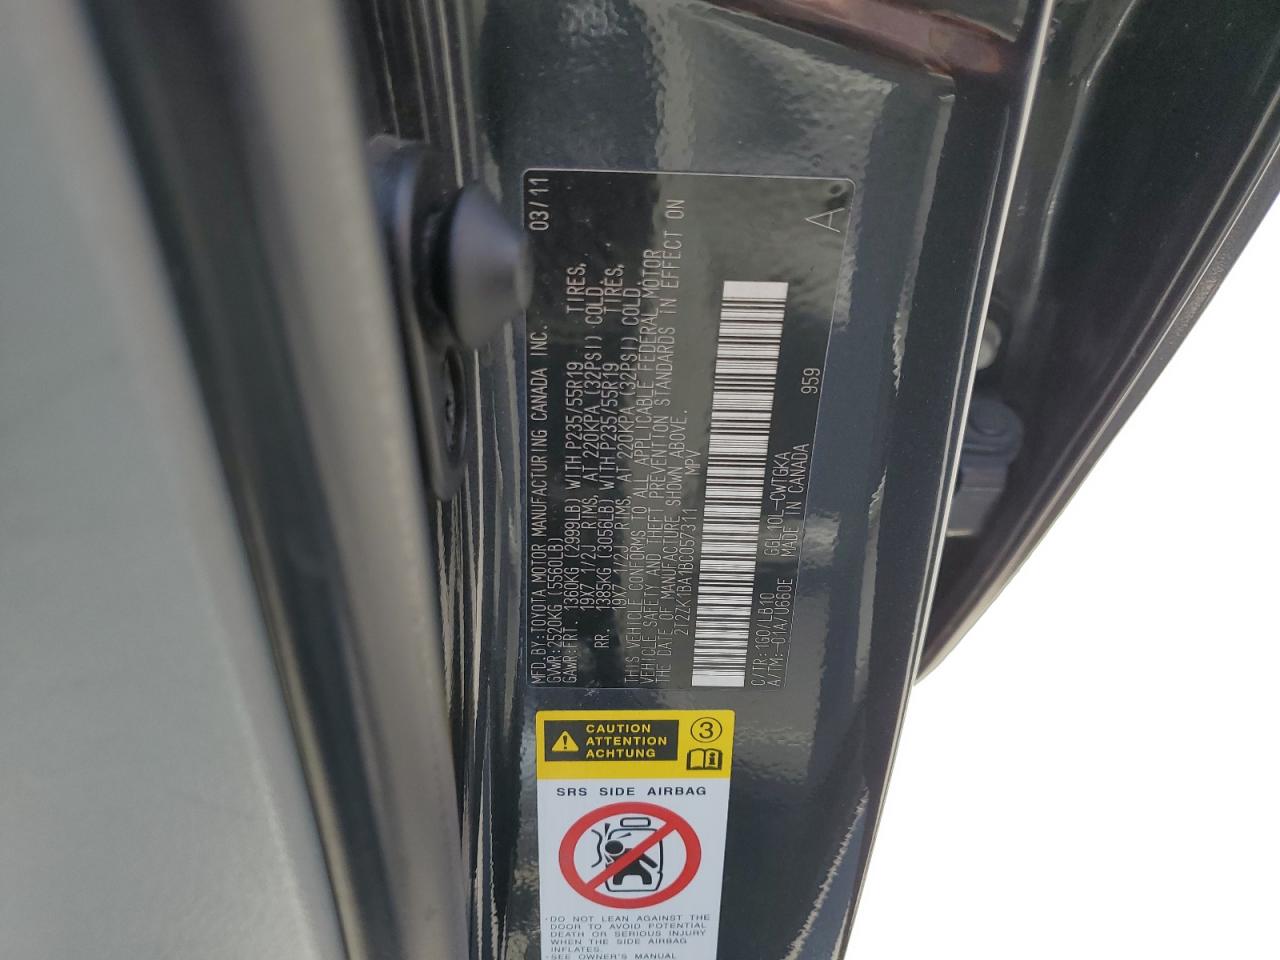 MFD.BY:TOYOTA MOTOR MANUFACTURING CANADA INC. 03/11
GVWR:2520KG (5560LB)
GAWR:FRT. 1360KG (2999LB) WITH P235/55R19 TIRES,
19X7 1/2J RIMS, AT 220KPA (32PSI) COLD.
RR. 1385KG (3056LB) WITH P235/55R19 TIRES,
19X7 1/2J RIMS, AT 220KPA (32PSI) COLD.
THIS VEHICLE CONFORMS TO ALL APPLICABLE FEDERAL MOTOR
VEHICLE SAFETY AND THEFT PREVENTION STANDARDS IN EFFECT ON
THE DATE OF MANUFACTURE SHOWN ABOVE.
2T2ZK1BA1BC057311 MPV
C/TR:1G0/LB10 GGL10L-CWTGKA 959 A
A/TM:-01A/U660E MADE IN CANADA
CAUTION
ATTENTION
ACHTUNG
3
SRS SIDE AIRBAG
·DO NOT LEAN AGAINST THE
DOOR TO AVOID POTENTIAL
DEATH OR SERIOUS INJURY
WHEN THE SIDE AIRBAG
INFLATES.
·SEE OWNER'S MANUAL